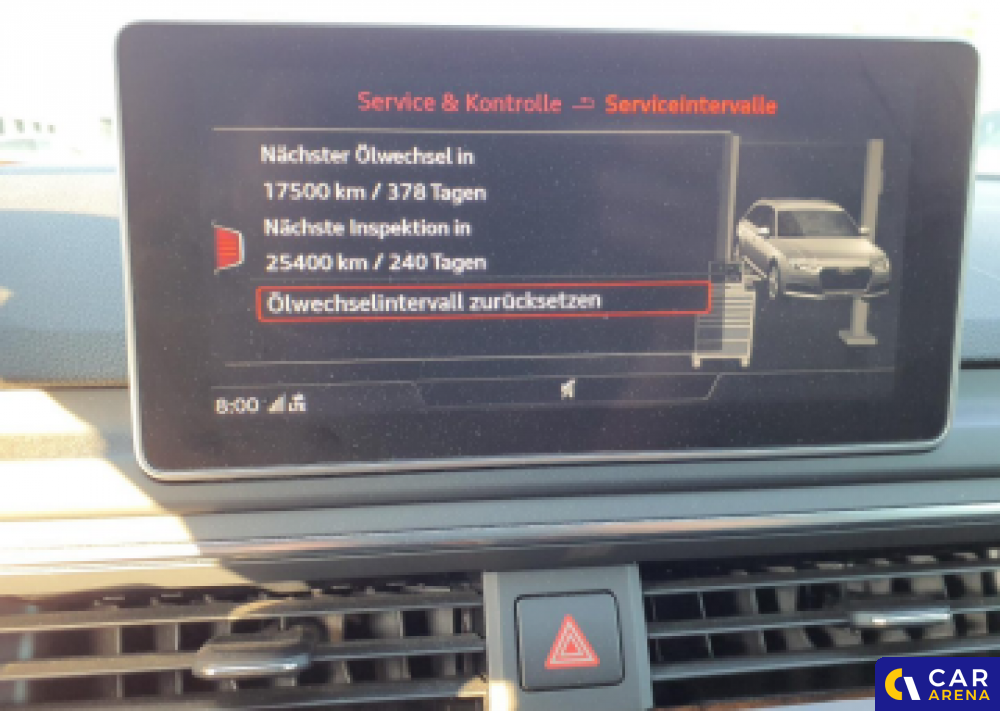 Service & Kontrolle Serviceintervalle
Nächster Ölwechsel in
17500 km / 378 Tagen
Nächste Inspektion in
25400 km / 240 Tagen
Ölwechselintervall zurücksetzen
8:00
CAR
ARENA